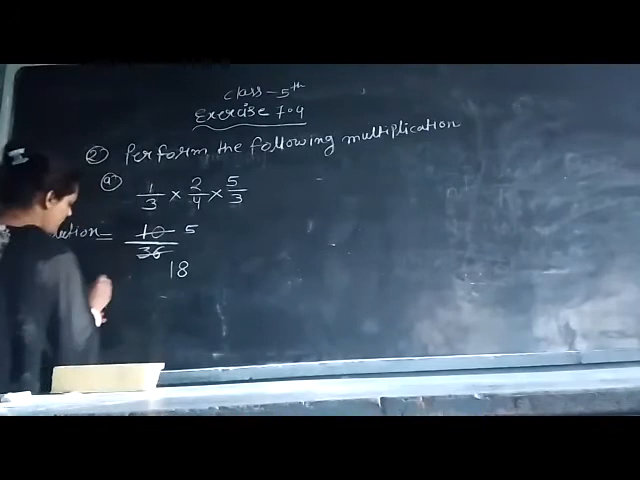 Class - 5th
Exercise 7.4
② Perform the following multiplication
ⓐ 1/3 × 2/4 × 5/3
= 10/36 5
18